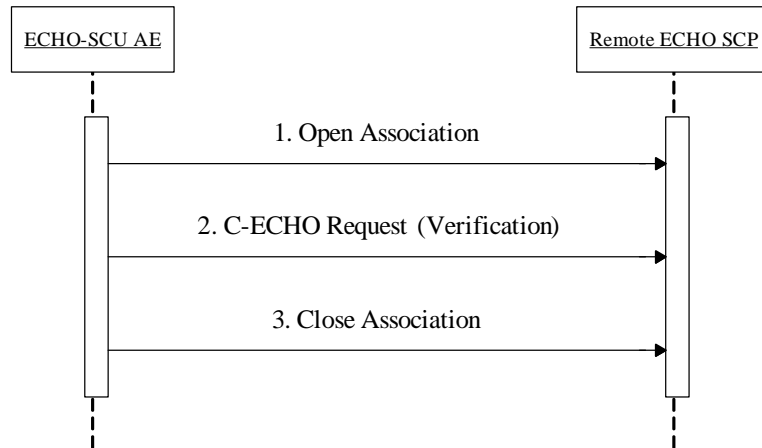 ECHO-SCU AE
Remote ECHO SCP
1. Open Association
2. C-ECHO Request (Verification)
3. Close Association